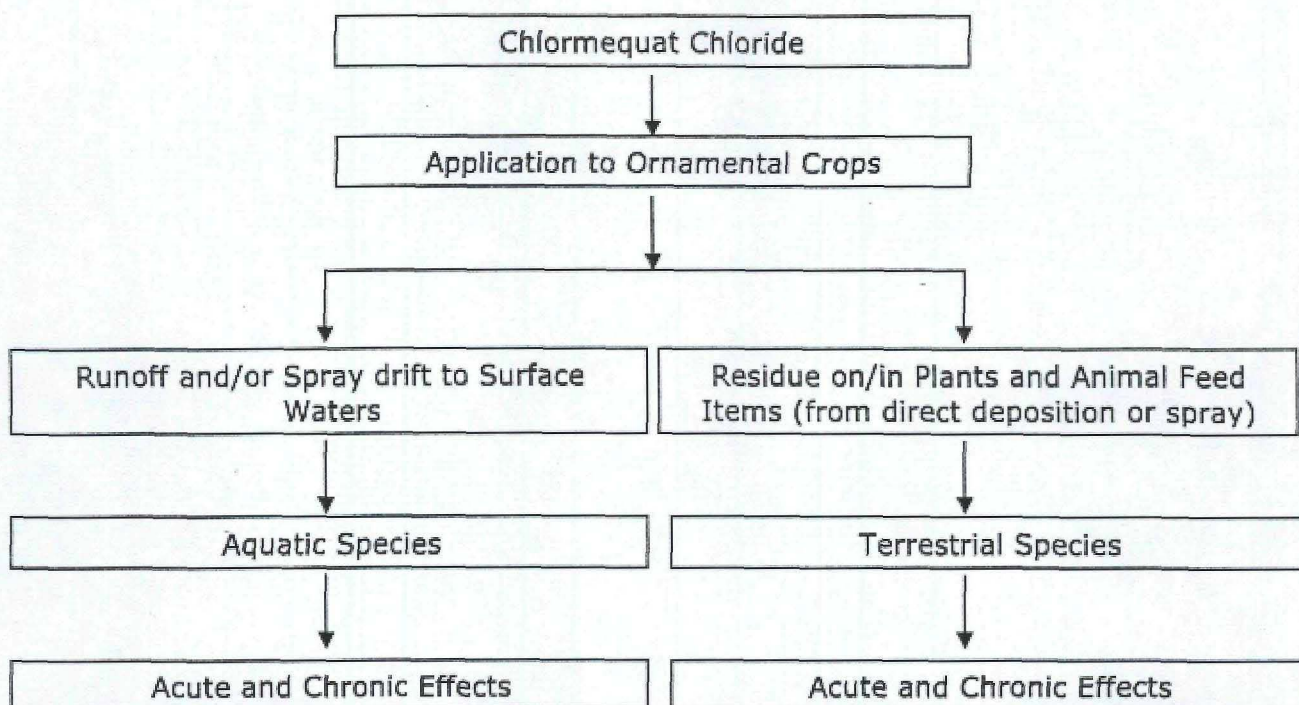 Chlormequat Chloride
Application to Ornamental Crops
Runoff and/or Spray drift to Surface
Waters
Residue on/in Plants and Animal Feed
Items (from direct deposition or spray)
Aquatic Species
Terrestrial Species
Acute and Chronic Effects
Acute and Chronic Effects